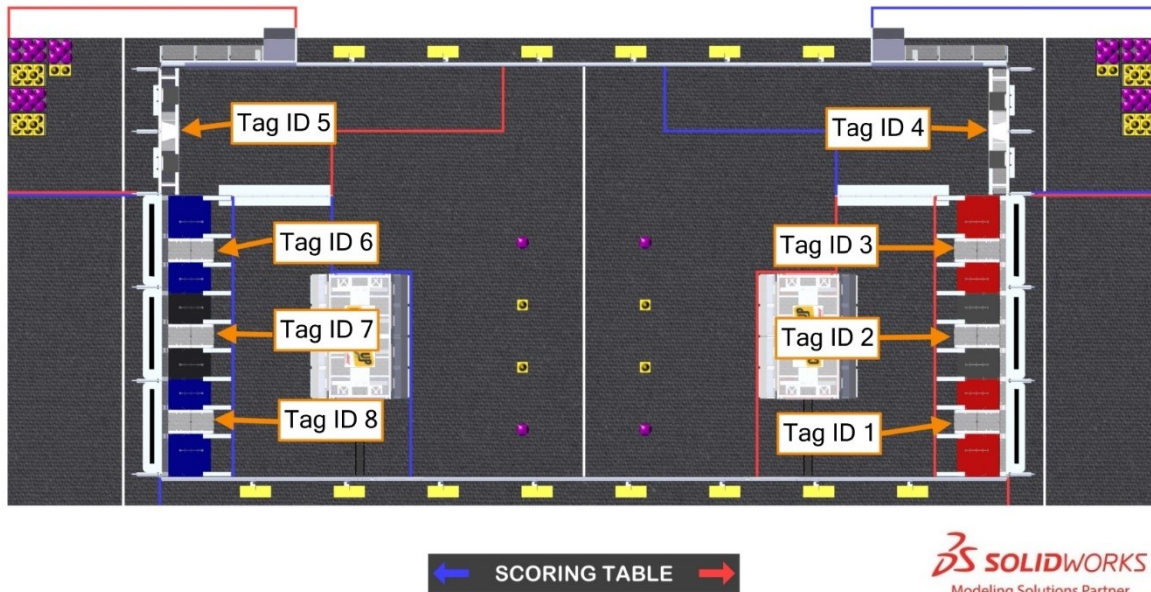 Tag ID 5
Tag ID 4
Tag ID 6
Tag ID 3
Tag ID 7
Tag ID 2
Tag ID 8
Tag ID 1
SCORING TABLE
SOLIDWORKS
Modeling Solutions Partner